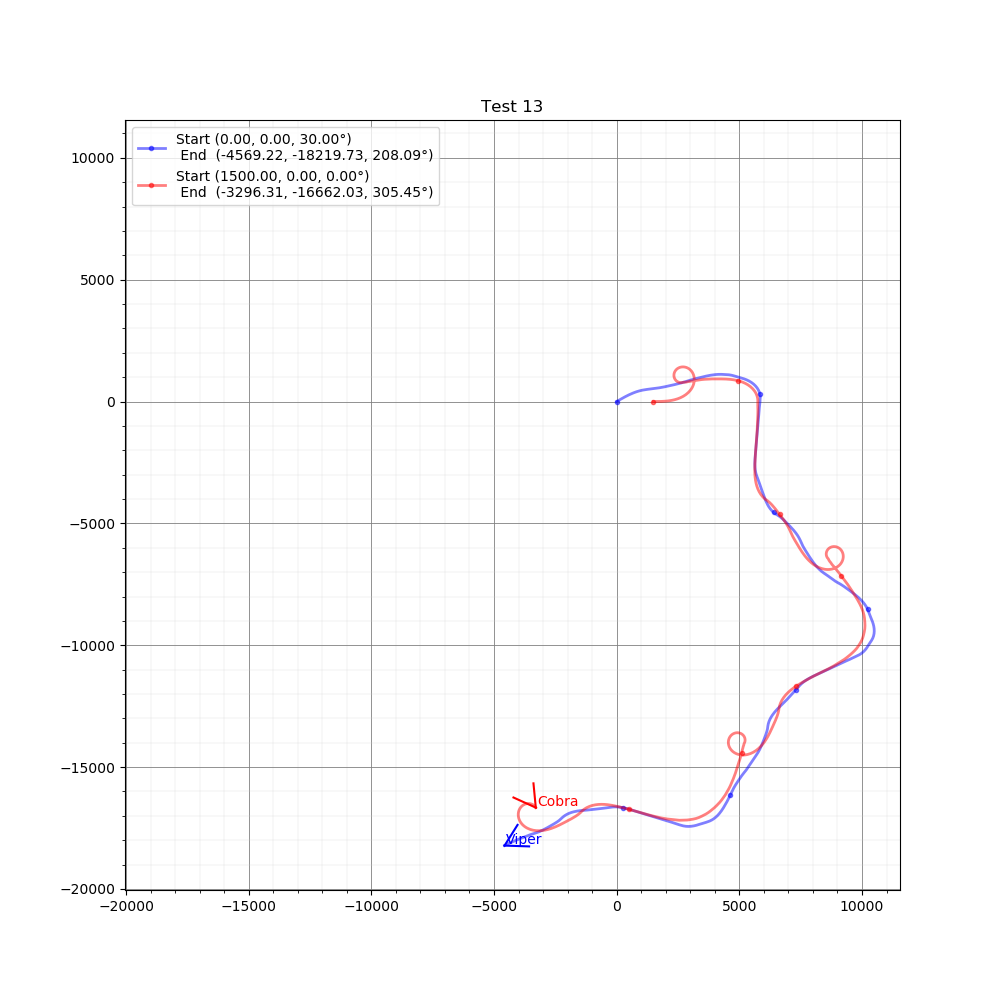 Test 13
Start (0.00, 0.00, 30.00°)
End (-4569.22, -18219.73, 208.09°)
Start (1500.00, 0.00, 0.00°)
End (-3296.31, -16662.03, 305.45°)
10000
5000
0
−5000
−10000
−15000
−20000
Cobra
Viper
−20000 −15000 −10000 −5000 0 5000 10000